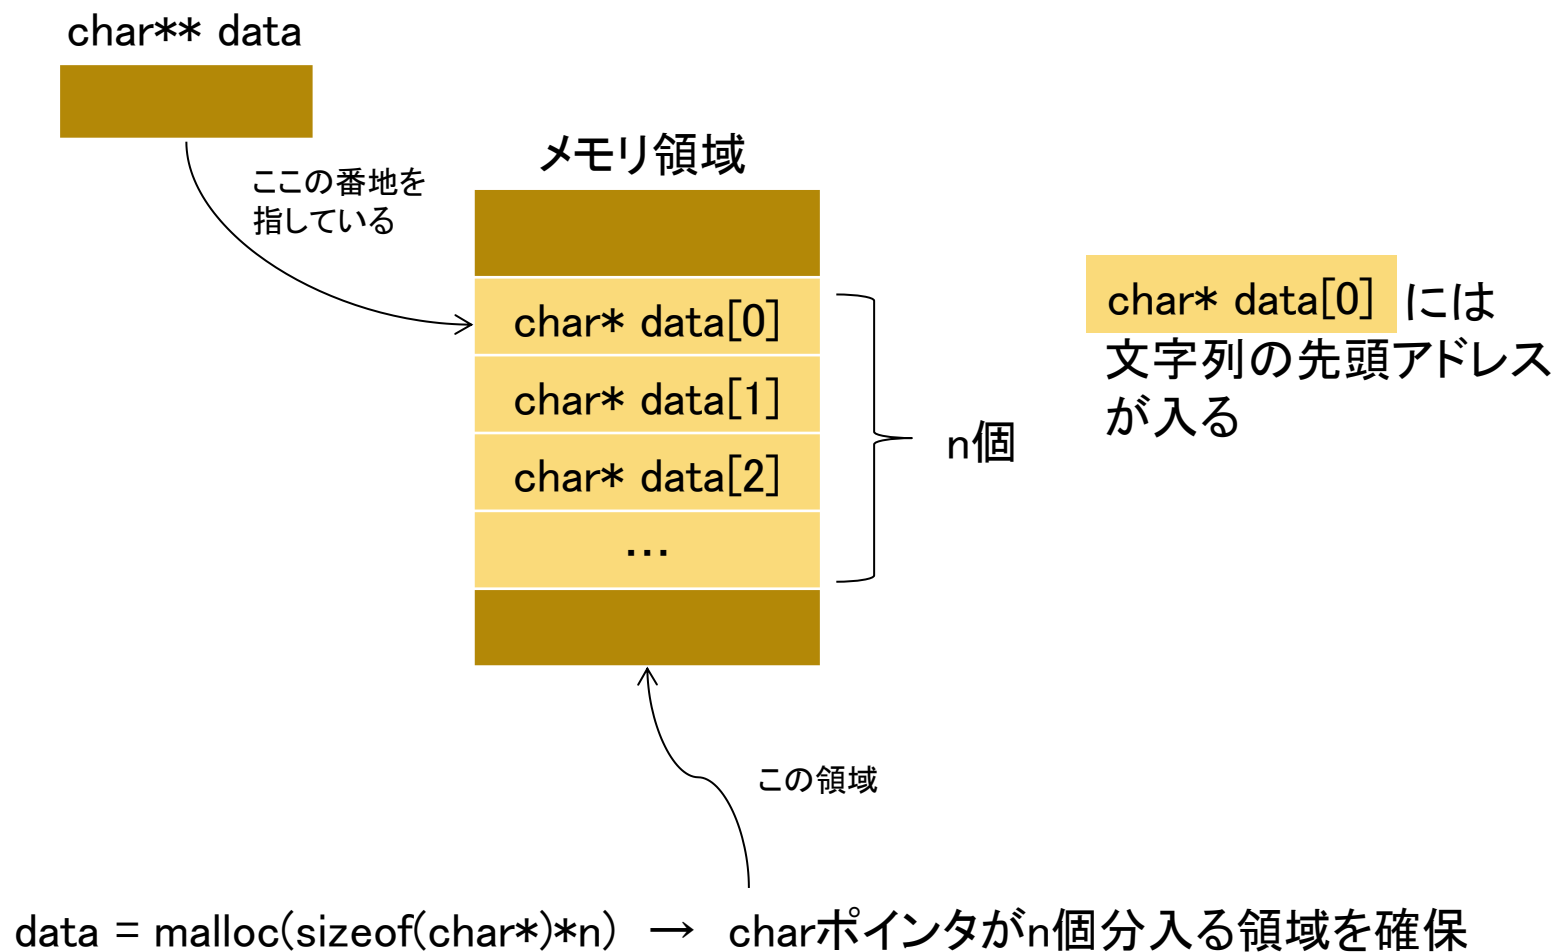 char** data
ここの番地を
指している
メモリ領域
char* data[0]
char* data[1]
char* data[2]
...
n個
char* data[0] には
文字列の先頭アドレス
が入る
この領域
data = malloc(sizeof(char*)*n) → charポインタがn個分入る領域を確保